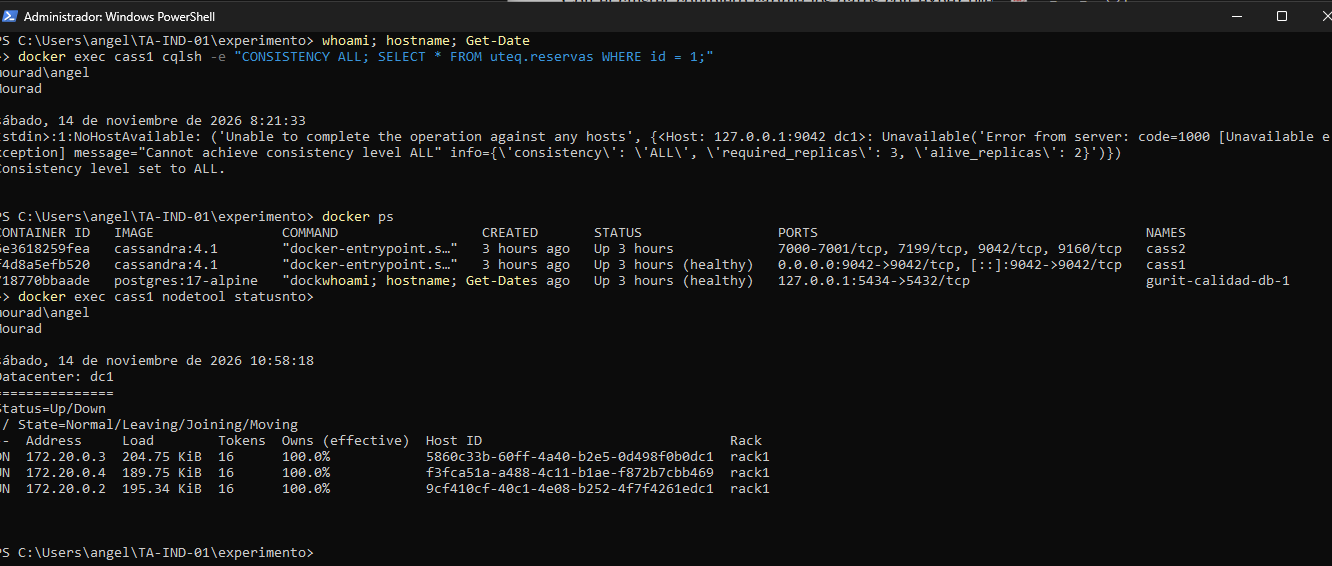 Administrador: Windows PowerShell
PS C:\Users\angel\TA-IND-01\experimento> whoami; hostname; Get-Date
>> docker exec cass1 cqlsh -e "CONSISTENCY ALL; SELECT * FROM uteq.reservas WHERE id = 1;"
mourad\angel
Mourad
sábado, 14 de noviembre de 2026 8:21:33
<stdin>:1:NoHostAvailable: ('Unable to complete the operation against any hosts', {<Host: 127.0.0.1:9042 dc1>: Unavailable('Error from server: code=1000 [Unavailable e
xception] message="Cannot achieve consistency level ALL" info={\'consistency\': \'ALL\', \'required_replicas\': 3, \'alive_replicas\': 2}')})
Consistency level set to ALL.
PS C:\Users\angel\TA-IND-01\experimento> docker ps
CONTAINER ID   IMAGE                COMMAND                  CREATED       STATUS                 PORTS                                         NAMES
6e3618259fea   cassandra:4.1        "docker-entrypoint.s…"   3 hours ago   Up 3 hours             7000-7001/tcp, 7199/tcp, 9042/tcp, 9160/tcp   cass2
f4d8a5efb520   cassandra:4.1        "docker-entrypoint.s…"   3 hours ago   Up 3 hours (healthy)   0.0.0.0:9042->9042/tcp, [::]:9042->9042/tcp   cass1
718770bbaade   postgres:17-alpine   "dockwhoami; hostname; Get-Dates ago   Up 3 hours (healthy)   127.0.0.1:5434->5432/tcp                      gurit-calidad-db-1
>> docker exec cass1 nodetool statusnto>
mourad\angel
Mourad
sábado, 14 de noviembre de 2026 10:58:18
Datacenter: dc1
===============
Status=Up/Down
|/ State=Normal/Leaving/Joining/Moving
--  Address     Load        Tokens  Owns (effective)  Host ID                               Rack
DN  172.20.0.3  204.75 KiB  16      100.0%            5860c33b-60ff-4a40-b2e5-0d498f0b0dc1  rack1
UN  172.20.0.4  189.75 KiB  16      100.0%            f3fca51a-a488-4c11-b1ae-f872b7cbb469  rack1
UN  172.20.0.2  195.34 KiB  16      100.0%            9cf410cf-40c1-4e08-b252-4f7f4261edc1  rack1
PS C:\Users\angel\TA-IND-01\experimento>